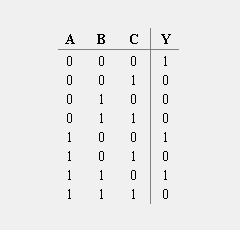 A B C Y
0 0 0 1
0 0 1 0
0 1 0 0
0 1 1 0
1 0 0 1
1 0 1 0
1 1 0 1
1 1 1 0